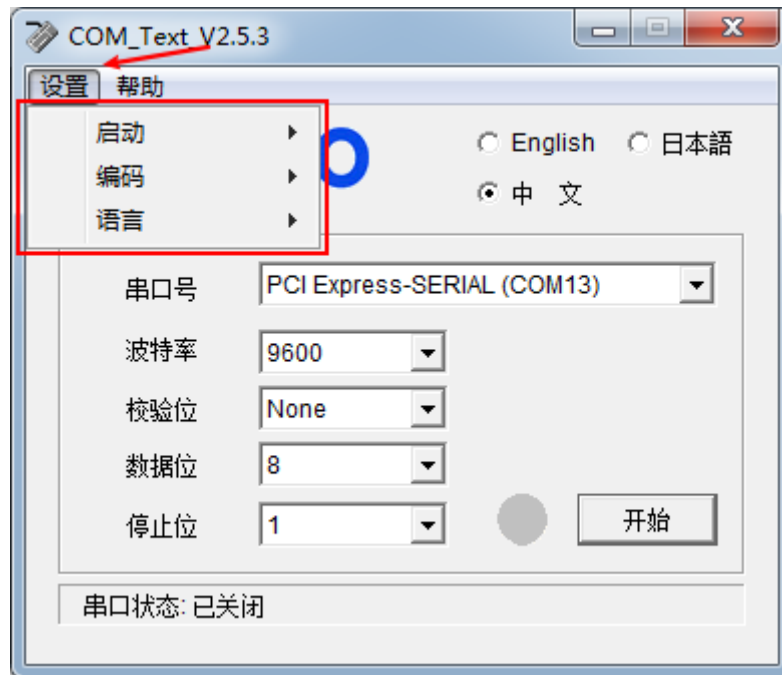 COM_Text_V2.5.3
设置 帮助
启动
编码
语言
English 日本語
中 文
串口号 PCI Express-SERIAL (COM13)
波特率 9600
校验位 None
数据位 8
停止位 1
开始
串口状态: 已关闭